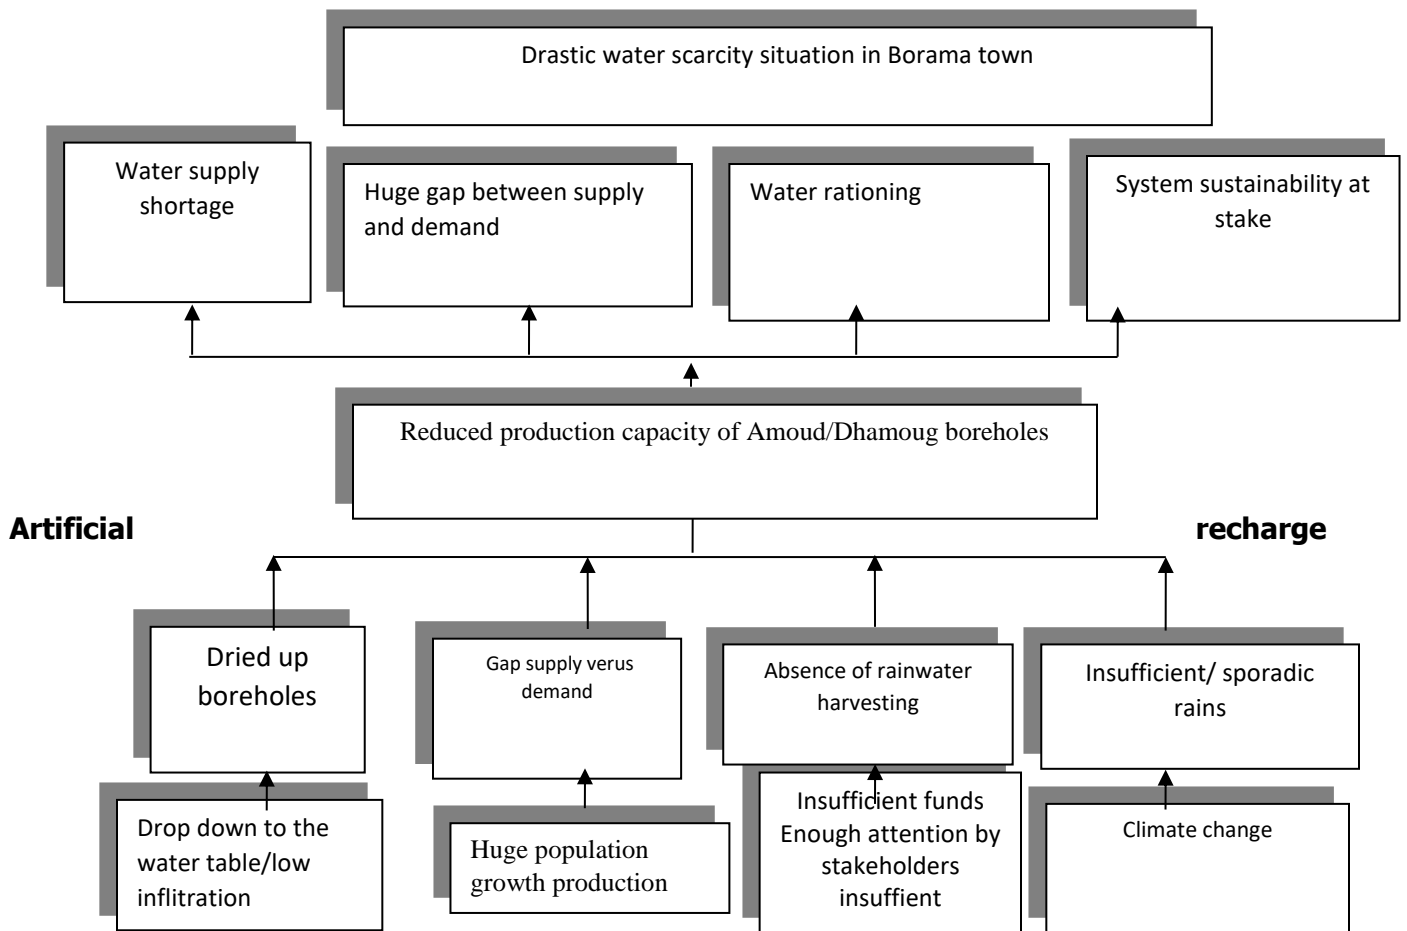 Drastic water scarcity situation in Borama town
Water supply
shortage
Huge gap between supply
and demand
Water rationing
System sustainability at
stake
Reduced production capacity of Amoud/Dhamoug boreholes
Artificial
recharge
Dried up
boreholes
Gap supply verus
demand
Absence of rainwater
harvesting
Insufficient/ sporadic
rains
Drop down to the
water table/low
inflitration
Huge population
growth production
Insufficient funds
Enough attention by
stakeholders
insuffient
Climate change